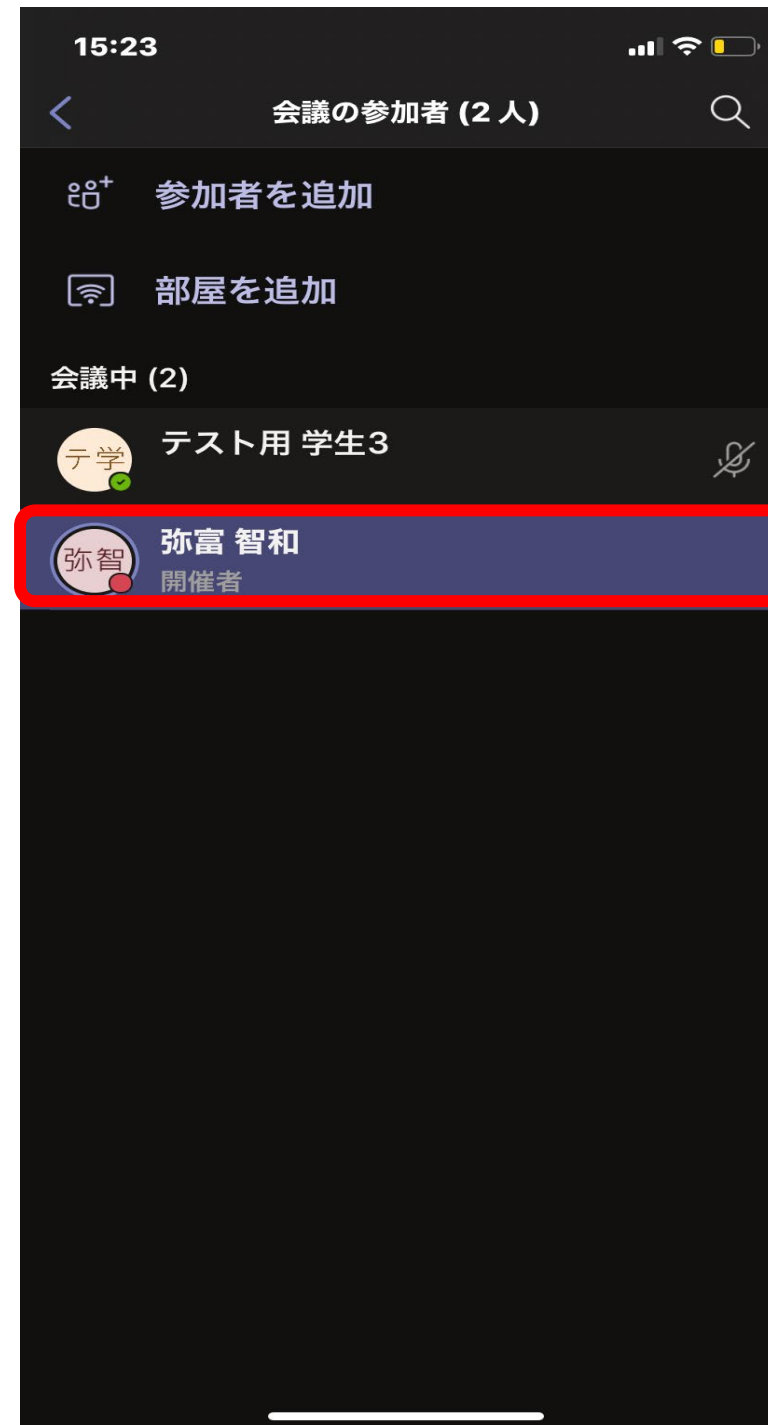 15:23
会議の参加者 (2 人)
参加者を追加
部屋を追加
会議中 (2)
テ学
テスト用 学生3
弥智
弥富 智和
開催者